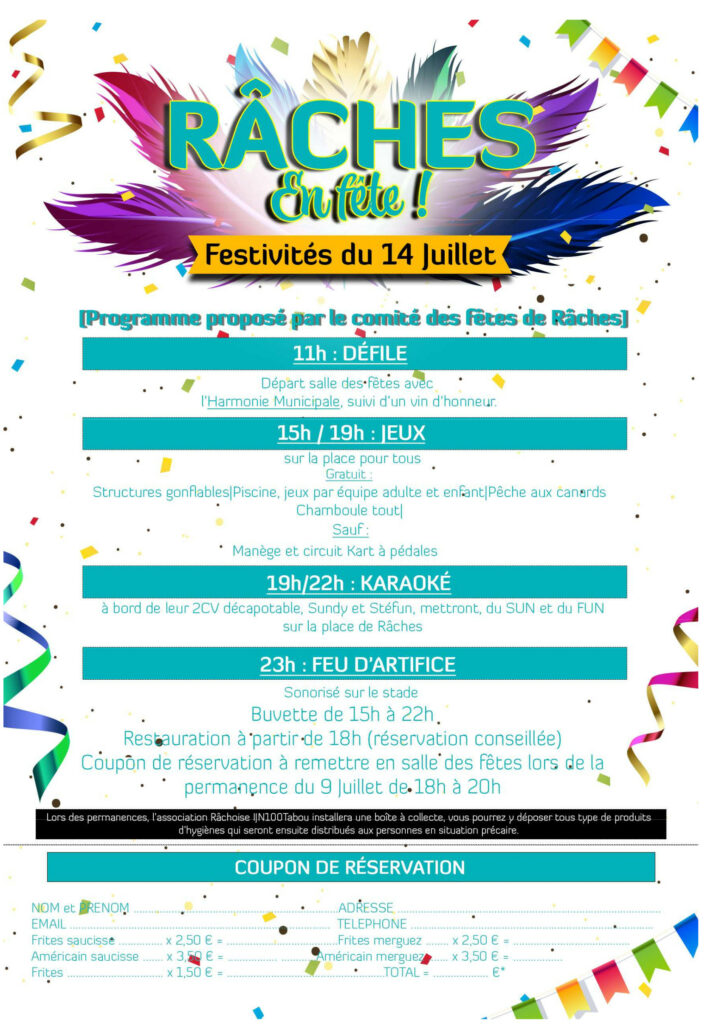 RÂCHES
En fête !
Festivités du 14 Juillet
[Programme proposé par le comité des fêtes de Râches]
11h : DÉFILE
Départ salle des fêtes avec
l'Harmonie Municipale, suivi d'un vin d'honneur.
15h / 19h : JEUX
sur la place pour tous
Gratuit :
Structures gonflables|Piscine, jeux par équipe adulte et enfant|Pêche aux canards
Chamboule tout|
Sauf :
Manège et circuit Kart à pédales
19h/22h : KARAOKÉ
à bord de leur 2CV décapotable, Sundy et Stéfun, mettront, du SUN et du FUN
sur la place de Râches
23h : FEU D'ARTIFICE
Sonorisé sur le stade
Buvette de 15h à 22h
Restauration à partir de 18h (réservation conseillée)
Coupon de réservation à remettre en salle des fêtes lors de la
permanence du 9 Juillet de 18h à 20h
Lors des permanences, l'association Râchoise IJN100Tabou installera une boîte à collecte, vous pourrez y déposer tous type de produits
d'hygiènes qui seront ensuite distribués aux personnes en situation précaire.
COUPON DE RÉSERVATION
NOM et PRENOM ........................ ADRESSE ........................
EMAIL ........................ TELEPHONE ........................
Frites saucisse ............ x 2,50 € = ............ Frites merguez ...... x 2,50 € = ............
Américain saucisse ...... x 3,50 € = ............ Américain merguez ...... x 3,50 € = ............
Frites .................. x 1,50 € = ........................ TOTAL = ............ €*